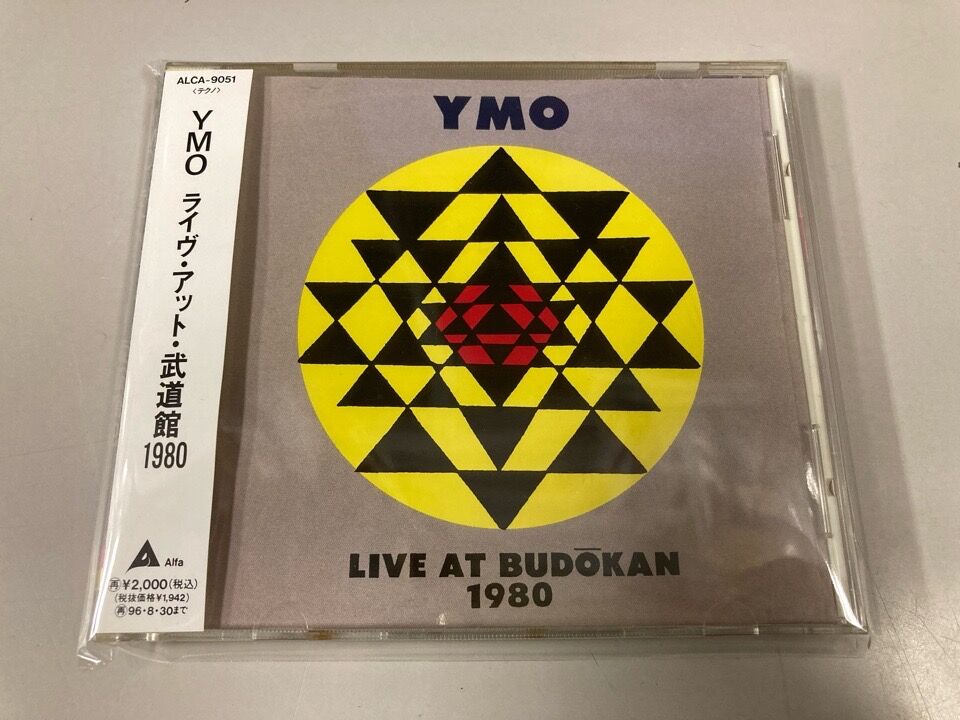 ALCA-9051
〈テクノ〉
YMO ライヴ・アット・武道館 1980
Alfa
再¥2,000(税込)
(税抜価格¥1,942)
再96・8・30まで
YMO
LIVE AT BUDŌKAN
1980